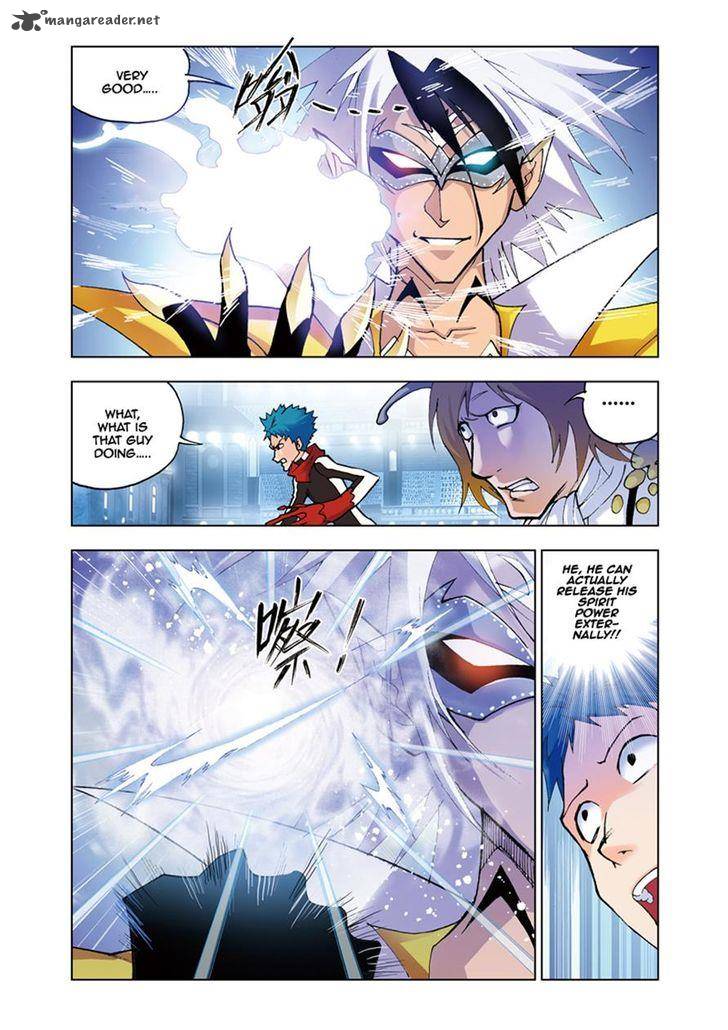 mangareader.net
VERY
GOOD.....
......
WHAT,
WHAT IS
THAT GUY
DOING.....
HE, HE CAN
ACTUALLY
RELEASE HIS
SPIRIT
POWER
EXTER-
NALLY!!
嚓!